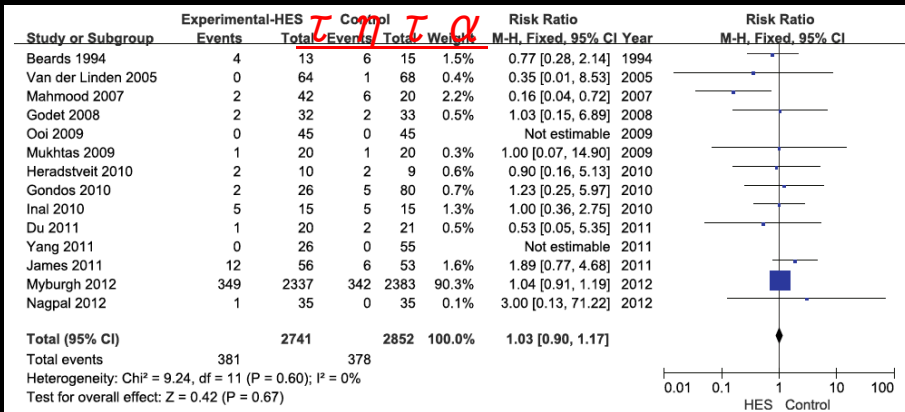 Experimental-HES Control Risk Ratio Risk Ratio
τ η τ α
Study or Subgroup Events Total Events Total Weight M-H, Fixed, 95% CI Year M-H, Fixed, 95% CI
Beards 1994 4 13 6 15 1.5% 0.77 [0.28, 2.14] 1994
Van der Linden 2005 0 64 1 68 0.4% 0.35 [0.01, 8.53] 2005
Mahmood 2007 2 42 6 20 2.2% 0.16 [0.04, 0.72] 2007
Godet 2008 2 32 2 33 0.5% 1.03 [0.15, 6.89] 2008
Ooi 2009 0 45 0 45 Not estimable 2009
Mukhtas 2009 1 20 1 20 0.3% 1.00 [0.07, 14.90] 2009
Heradstveit 2010 2 10 2 9 0.6% 0.90 [0.16, 5.13] 2010
Gondos 2010 2 26 5 80 0.7% 1.23 [0.25, 5.97] 2010
Inal 2010 5 15 5 15 1.3% 1.00 [0.36, 2.75] 2010
Du 2011 1 20 2 21 0.5% 0.53 [0.05, 5.35] 2011
Yang 2011 0 26 0 55 Not estimable 2011
James 2011 12 56 6 53 1.6% 1.89 [0.77, 4.68] 2011
Myburgh 2012 349 2337 342 2383 90.3% 1.04 [0.91, 1.19] 2012
Nagpal 2012 1 35 0 35 0.1% 3.00 [0.13, 71.22] 2012
Total (95% CI) 2741 2852 100.0% 1.03 [0.90, 1.17]
Total events 381 378
Heterogeneity: Chi² = 9.24, df = 11 (P = 0.60); I² = 0%
Test for overall effect: Z = 0.42 (P = 0.67)
0.01 0.1 1 10 100
HES Control